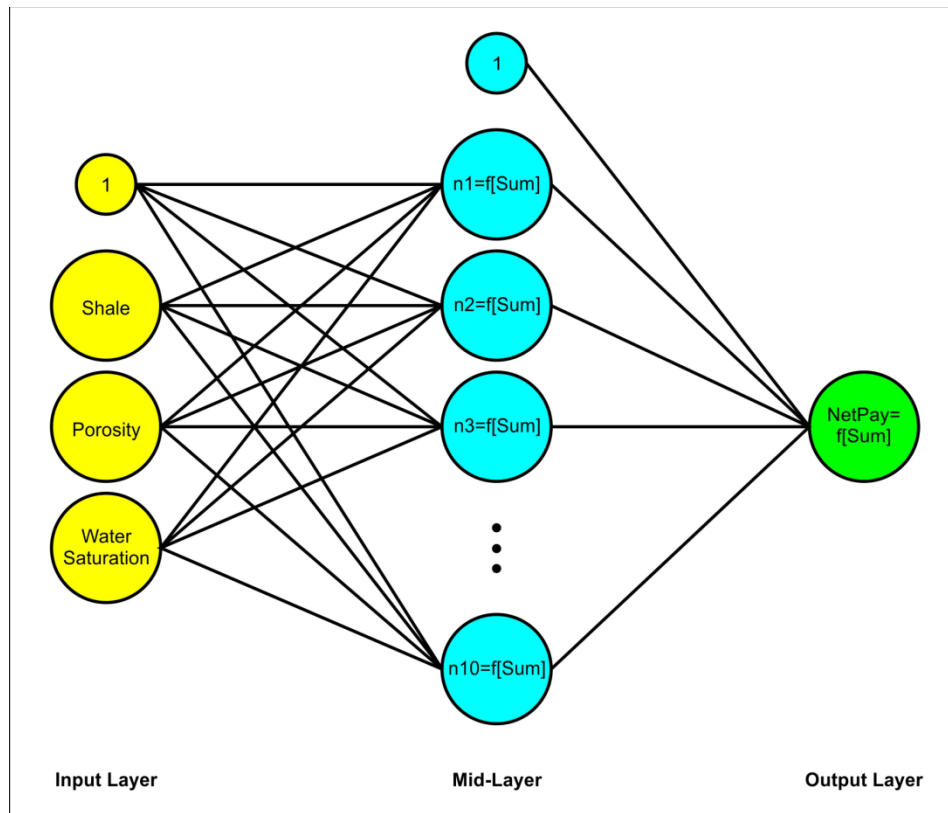 1
1
n1=f[Sum]
Shale
n2=f[Sum]
Porosity
n3=f[Sum]
NetPay=
f[Sum]
Water
Saturation
n10=f[Sum]
Input Layer
Mid-Layer
Output Layer